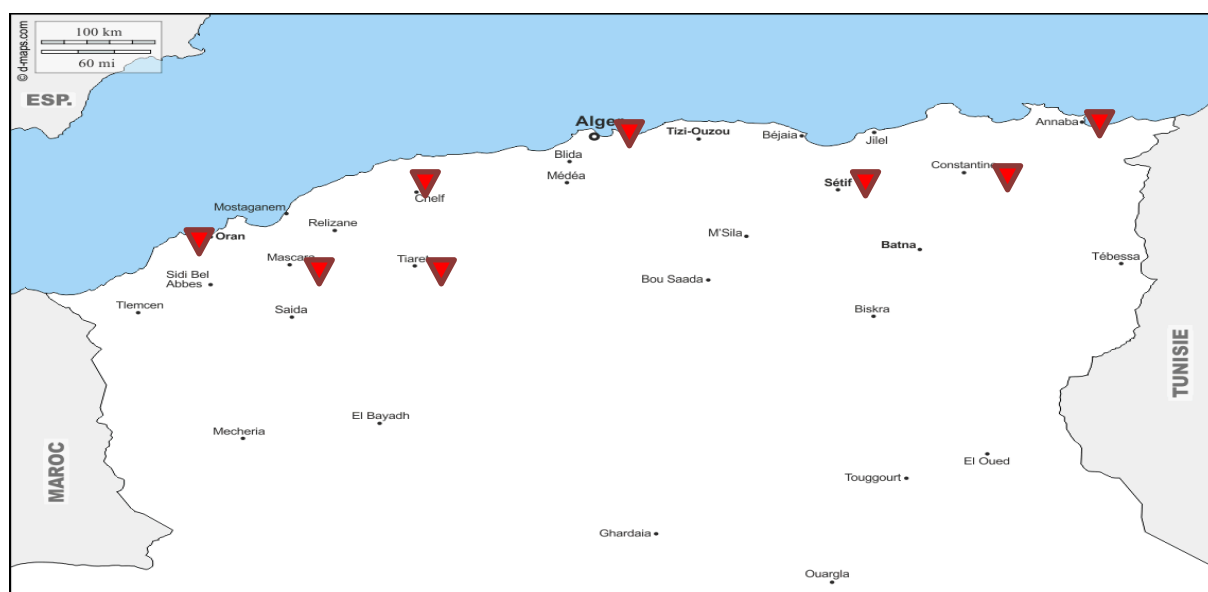 © d-maps.com
100 km
60 mi
ESP.
Alger
Tizi-Ouzou
Béjaia
Jilel
Annaba
Blida
Médéa
Constantine
Sétif
Chelf
Mostaganem
Relizane
Oran
M'Sila
Batna
Mascara
Tiaret
Tébessa
Sidi Bel
Abbes
Bou Saada
Tlemcen
Saida
Biskra
TUNISIE
El Bayadh
Mecheria
MAROC
El Oued
Touggourt
Ghardaia
Ouargla